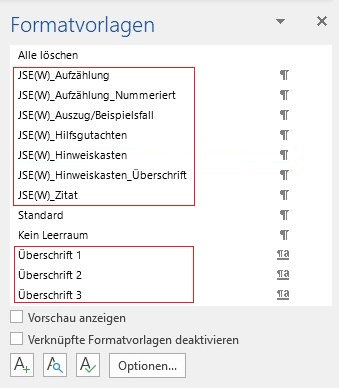 Formatvorlagen
Alle löschen
JSE(W)_Aufzählung
JSE(W)_Aufzählung_Nummeriert
JSE(W)_Auszug/Beispielsfall
JSE(W)_Hilfsgutachten
JSE(W)_Hinweiskasten
JSE(W)_Hinweiskasten_Überschrift
JSE(W)_Zitat
Standard
Kein Leerraum
Überschrift 1
Überschrift 2
Überschrift 3
Vorschau anzeigen
Verknüpfte Formatvorlagen deaktivieren
Optionen...